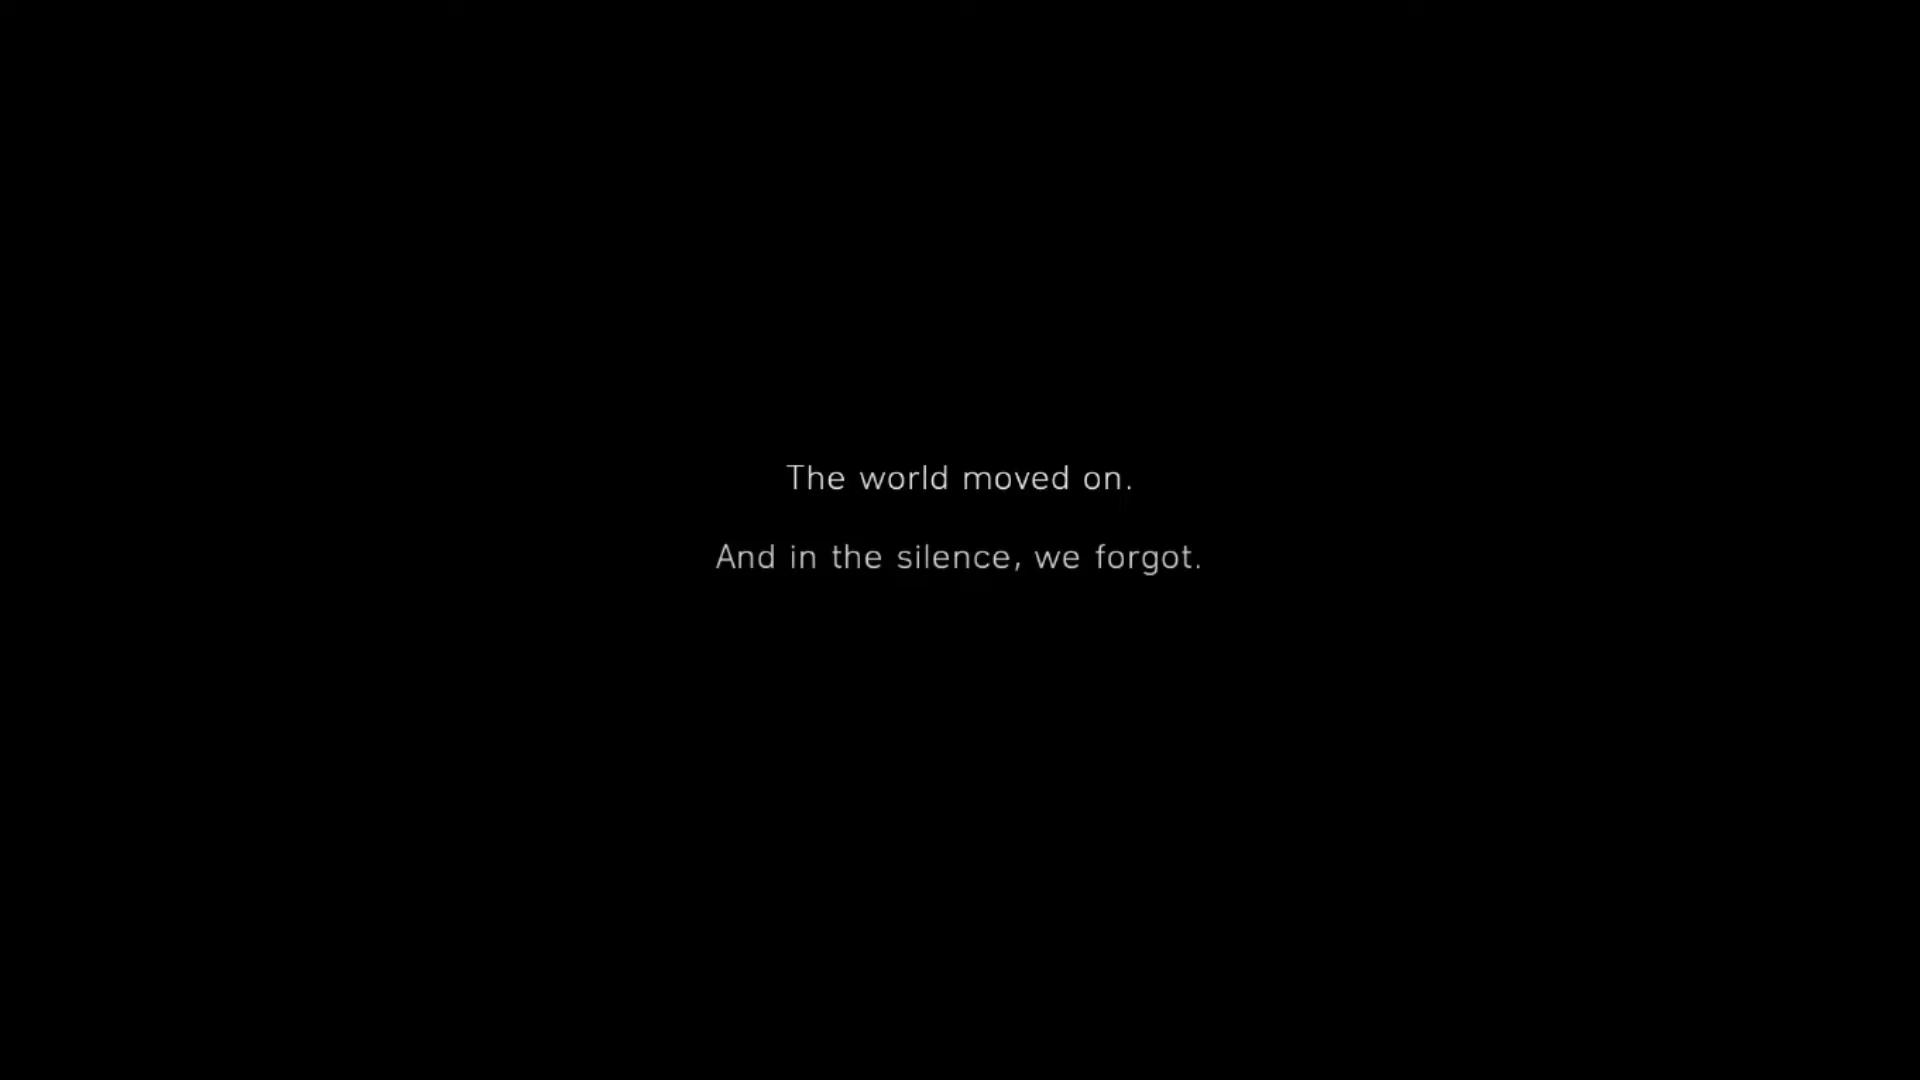 The world moved on.
And in the silence, we forgot.